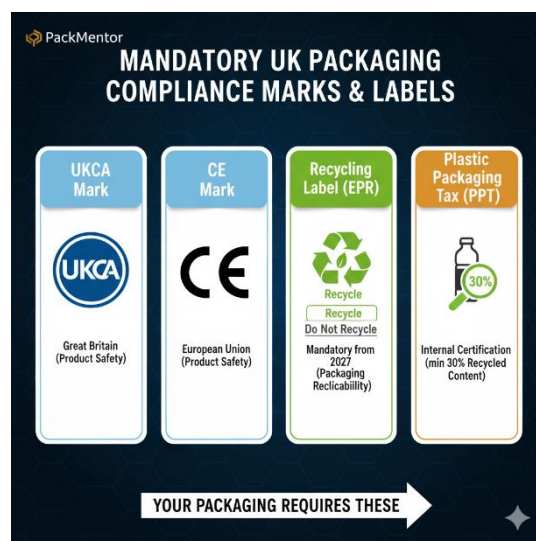 PackMentor
MANDATORY UK PACKAGING
COMPLIANCE MARKS & LABELS
UKCA
Mark
UKCA
Great Britain
(Product Safety)
CE
Mark
CE
European Union
(Product Safety)
Recycling
Label (EPR)
Recycle
Recycle
Do Not Recycle
Mandatory from
2027
(Packaging
Reclicabiility)
Plastic
Packaging
Tax (PPT)
30%
Internal Certification
(min 30% Recycled
Content)
YOUR PACKAGING REQUIRES THESE